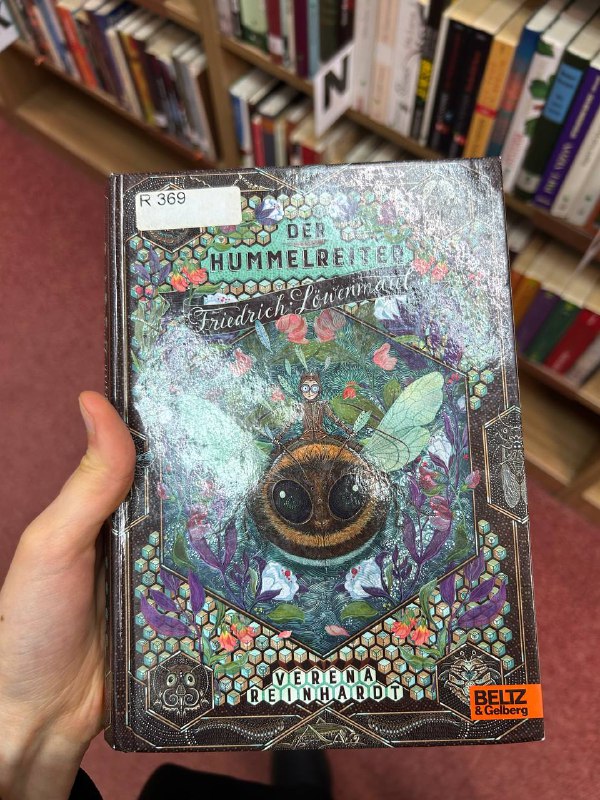 R 369
DER
HUMMELREITER
Friedrich Löwenmaul
VERENA
REINHARDT
BELTZ
& Gelberg
N